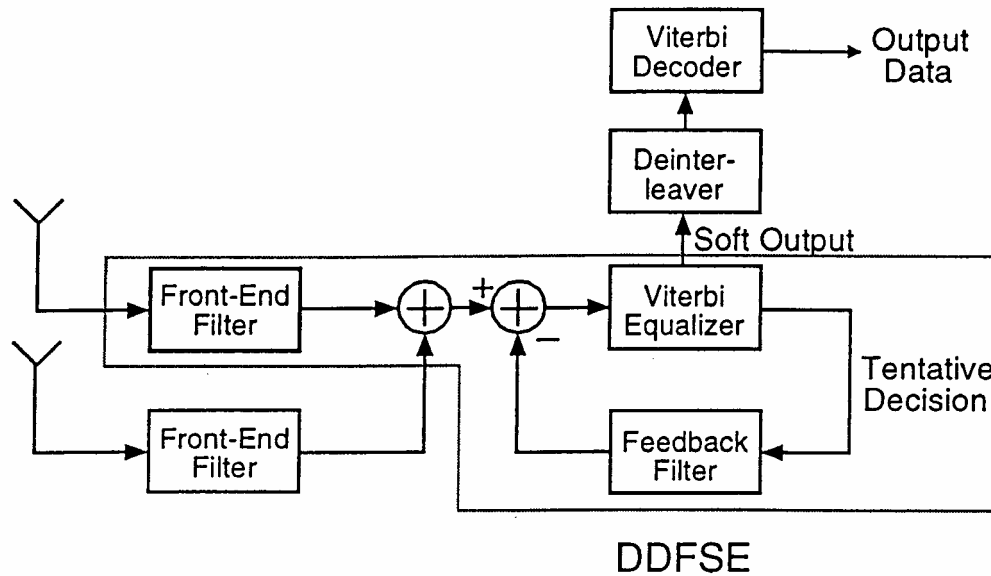 Viterbi
Decoder
Output
Data
Deinter-
leaver
Soft Output
Front-End
Filter
+
Viterbi
Equalizer
−
Tentative
Decision
Front-End
Filter
Feedback
Filter
DDFSE